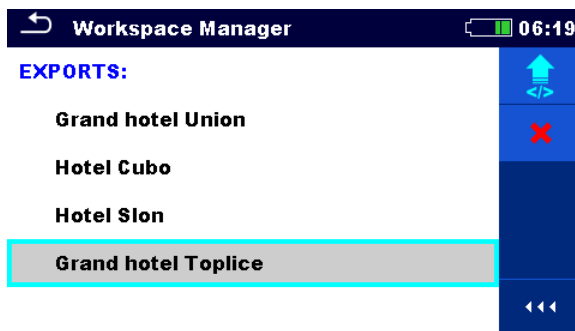 Workspace Manager 06:19
EXPORTS:
</>
Grand hotel Union
Hotel Cubo
Hotel Slon
Grand hotel Toplice